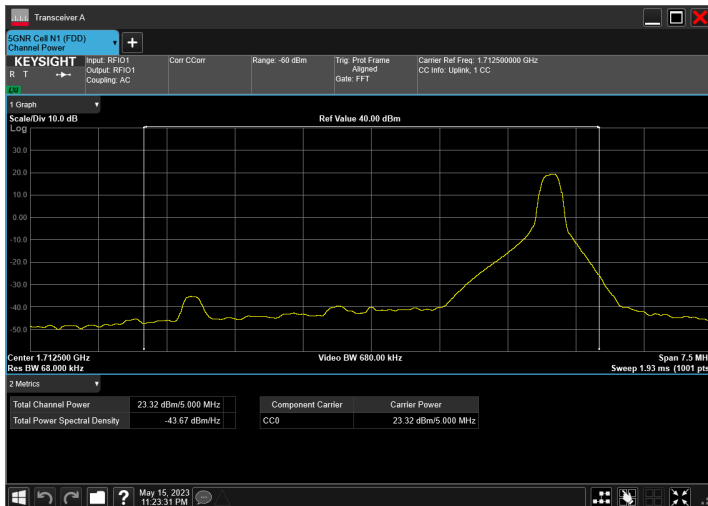 Transceiver A
5GNR Cell N1 (FDD)
Channel Power
+
KEYSIGHT
R T
LXI
Input: RFIO1
Output: RFIO1
Coupling: AC
Corr CCorr
Range: -60 dBm
Trig: Prot Frame
Aligned
Gate: FFT
Carrier Ref Freq: 1.712500000 GHz
CC Info: Uplink, 1 CC
1 Graph
Scale/Div 10.0 dB
Ref Value 40.00 dBm
Log
30.0
20.0
10.0
0.00
-10.0
-20.0
-30.0
-40.0
-50.0
Center 1.712500 GHz
Video BW 680.00 kHz
Span 7.5 MH
Res BW 68.000 kHz
Sweep 1.93 ms (1001 pts
2 Metrics
Total Channel Power 23.32 dBm/5.000 MHz
Total Power Spectral Density -43.67 dBm/Hz
Component Carrier Carrier Power
CC0 23.32 dBm/5.000 MHz
?
May 15, 2023
11:23:31 PM